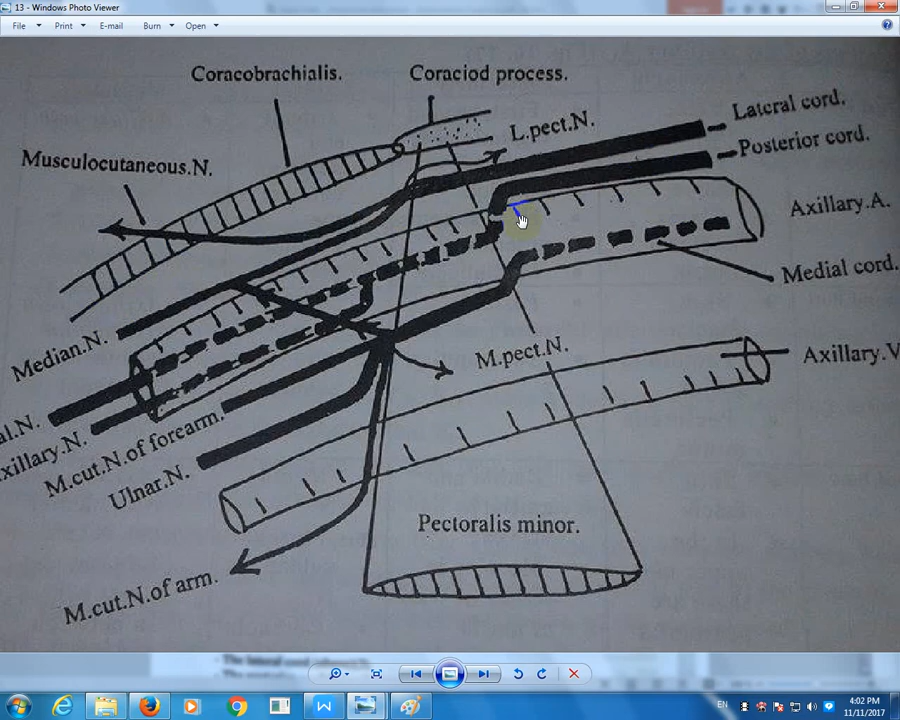 13 - Windows Photo Viewer
File Print E-mail Burn Open
Coracobrachialis.
Coraciod process.
Lateral cord.
L.pect.N.
Posterior cord.
Musculocutaneous.N.
Axillary.A.
Medial cord.
Median.N.
M.pect.N.
Axillary.V
al.N.
xillary.N.
M.cut.N.of forearm.
Ulnar.N.
Pectoralis minor.
M.cut.N.of arm.
EN
4:02 PM
11/11/2017